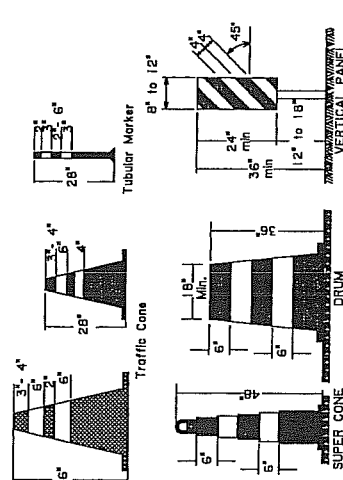 3"- 4"
6"
2"
6"
6"
3"- 4"
6"
4"
28"
Traffic Cone
2"- 6"
3"
3"
28"
Tubular Marker
48"
6"
6"
SUPER CONE
36"
18"
Min.
6"
6"
DRUM
8" to 12"
4"
4"
45°
24"
min
36"
min
12" to 18"
VERTICAL PANEL